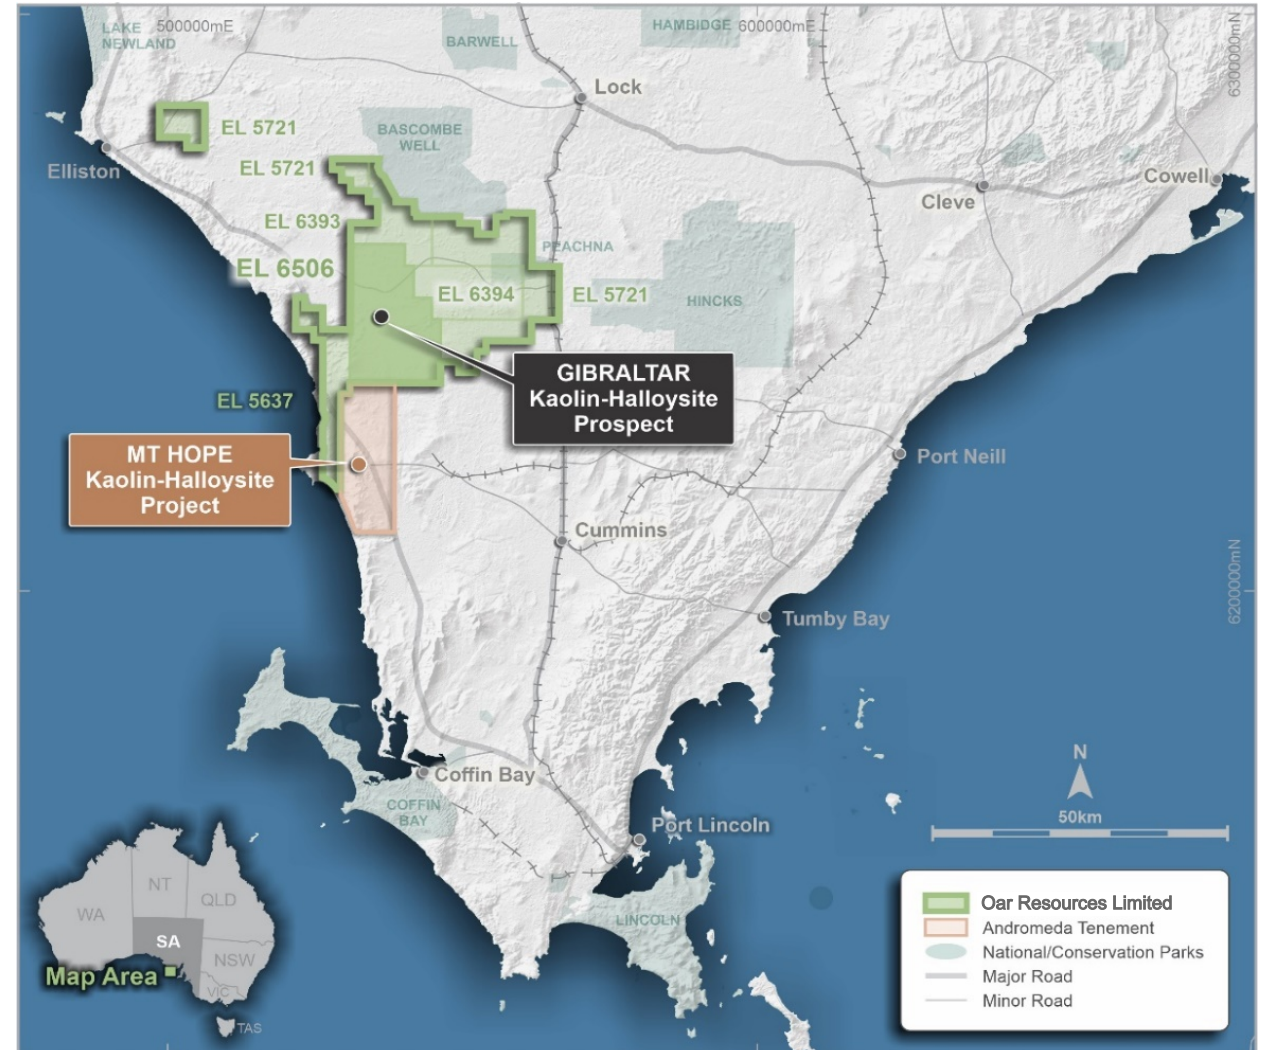 LAKE
NEWLAND
500000mE
BARWELL
HAMBIDGE
600000mE
6300000mN
Lock
EL 5721
BASCOMBE
WELL
Elliston
EL 5721
Cowell
Cleve
EL 6393
PEACHNA
EL 6506
EL 6394
EL 5721
HINCKS
GIBRALTAR
Kaolin-Halloysite
Prospect
EL 5637
MT HOPE
Kaolin-Halloysite
Project
Port Neill
Cummins
6200000mN
Tumby Bay
N
50km
Coffin Bay
COFFIN
BAY
Port Lincoln
LINCOLN
NT
QLD
WA
SA
NSW
VIC
TAS
Map Area
Oar Resources Limited
Andromeda Tenement
National/Conservation Parks
Major Road
Minor Road